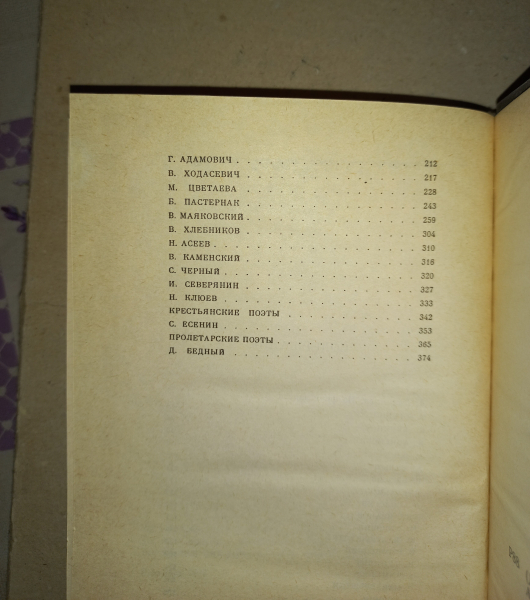 Г. АДАМОВИЧ . . . . . . . . . . . . . . 212
В. ХОДАСЕВИЧ . . . . . . . . . . . . . 217
М. ЦВЕТАЕВА . . . . . . . . . . . . . 228
Б. ПАСТЕРНАК . . . . . . . . . . . . . 243
В. МАЯКОВСКИЙ . . . . . . . . . . . . . 259
В. ХЛЕБНИКОВ . . . . . . . . . . . . . 304
Н. АСЕЕВ . . . . . . . . . . . . . . . 310
В. КАМЕНСКИЙ . . . . . . . . . . . . . 316
С. ЧЕРНЫЙ . . . . . . . . . . . . . . 320
И. СЕВЕРЯНИН . . . . . . . . . . . . . 327
Н. КЛЮЕВ . . . . . . . . . . . . . . . 333
КРЕСТЬЯНСКИЕ ПОЭТЫ . . . . . . . . . . 342
С. ЕСЕНИН . . . . . . . . . . . . . . 353
ПРОЛЕТАРСКИЕ ПОЭТЫ . . . . . . . . . . 365
Д. БЕДНЫЙ . . . . . . . . . . . . . . 374